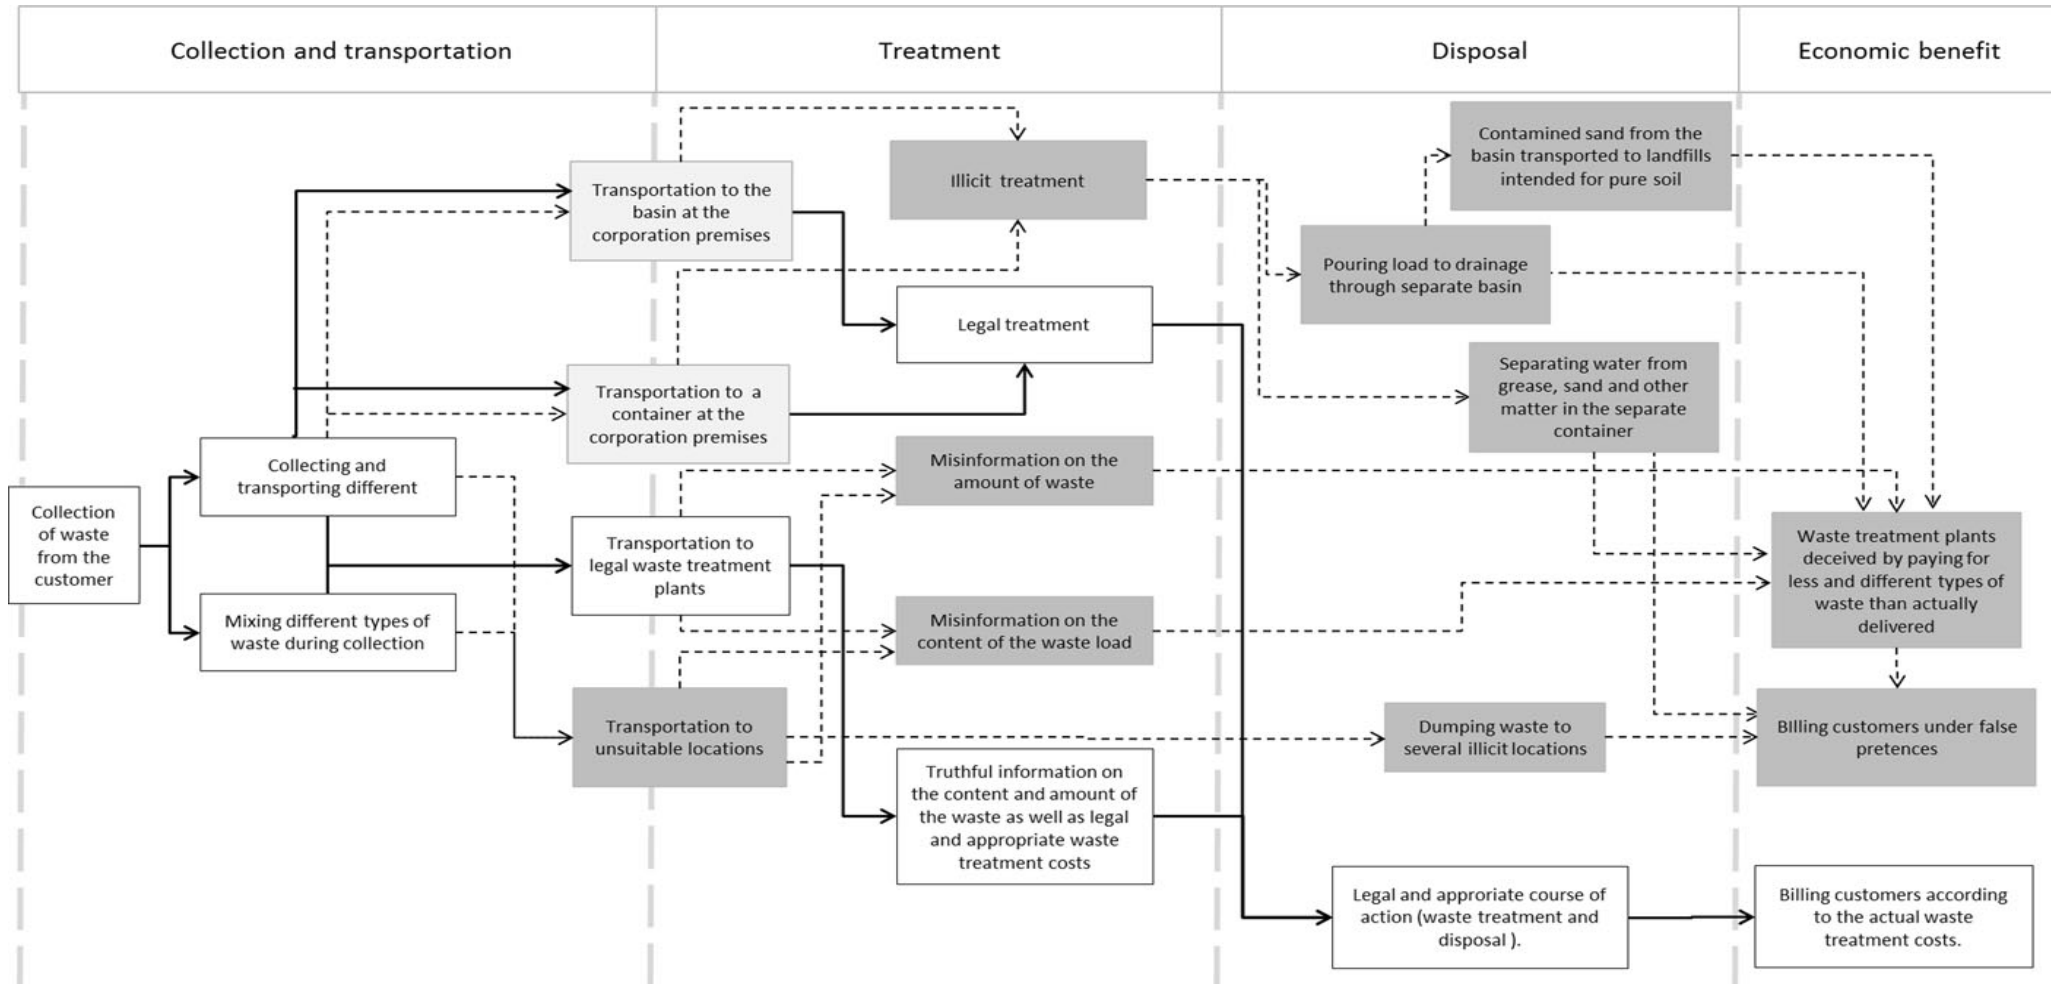 Collection and transportation
Treatment
Disposal
Economic benefit
Collection
of waste
from the
customer
Collecting and
transporting different
Mixing different types of
waste during collection
Transportation to the
basin at the
corporation premises
Transportation to  a
container at the
corporation premises
Transportation to
legal waste treatment
plants
Transportation to
unsuitable locations
Illicit  treatment
Legal treatment
Misinformation on the
amount of waste
Misinformation on the
content of the waste load
Truthful information on
the content and amount of
the waste as well as legal
and appropriate waste
treatment costs
Contamined sand from the
basin transported to landfills
intended for pure soil
Pouring load to drainage
through separate basin
Separating water from
grease, sand and other
matter in the separate
container
Dumping waste to
several illicit locations
Legal and approriate course of
action (waste treatment and
disposal ).
Waste treatment plants
deceived by paying for
less and different types of
waste than actually
delivered
Billing customers under false
pretences
Billing customers according
to the actual waste
treatment costs.